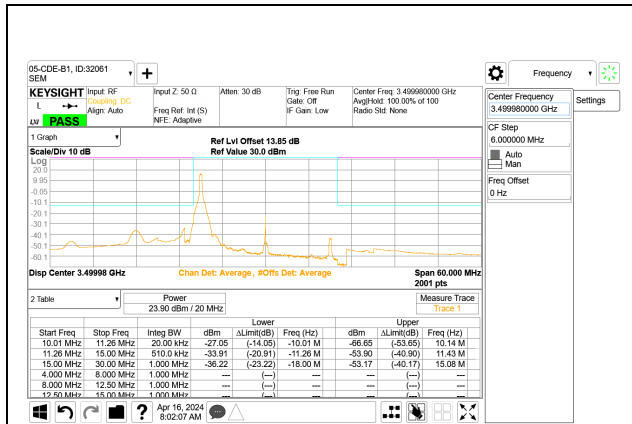 05-CDE-B1, ID:32061
SEM
+
Frequency
KEYSIGHT
L
LXI
PASS
Input: RF
Coupling: DC
Align: Auto
Input Z: 50 Ω
Freq Ref: Int (S)
NFE: Adaptive
Atten: 30 dB
Trig: Free Run
Gate: Off
IF Gain: Low
Center Freq: 3.499980000 GHz
Avg|Hold: 100.00% of 100
Radio Std: None
Center Frequency
3.499980000 GHz
Settings
CF Step
6.000000 MHz
Auto
Man
Freq Offset
0 Hz
1 Graph
Scale/Div 10 dB
Ref Lvl Offset 13.85 dB
Ref Value 30.0 dBm
Log
20.0
9.95
-0.05
-10.1
-20.1
-30.1
-40.1
-50.1
-60.1
Disp Center 3.49998 GHz
Chan Det: Average, #Offs Det: Average
Span 60.000 MHz
2001 pts
2 Table
Power
23.90 dBm / 20 MHz
Measure Trace
Trace 1
Lower Upper
Start Freq Stop Freq Integ BW dBm ΔLimit(dB) Freq (Hz) dBm ΔLimit(dB) Freq (Hz)
10.01 MHz 11.26 MHz 20.00 kHz -27.05 (-14.05) -10.01 M -66.65 (-53.65) 10.14 M
11.26 MHz 15.00 MHz 510.0 kHz -33.91 (-20.91) -11.26 M -53.90 (-40.90) 11.43 M
15.00 MHz 30.00 MHz 1.000 MHz -36.22 (-23.22) -18.00 M -53.17 (-40.17) 15.08 M
4.000 MHz 8.000 MHz 1.000 MHz --- (---) --- --- (---) ---
8.000 MHz 12.50 MHz 1.000 MHz --- (---) --- --- (---) ---
12.50 MHz 15.00 MHz 1.000 MHz --- (---) --- --- (---) ---
?
Apr 16, 2024
8:02:07 AM